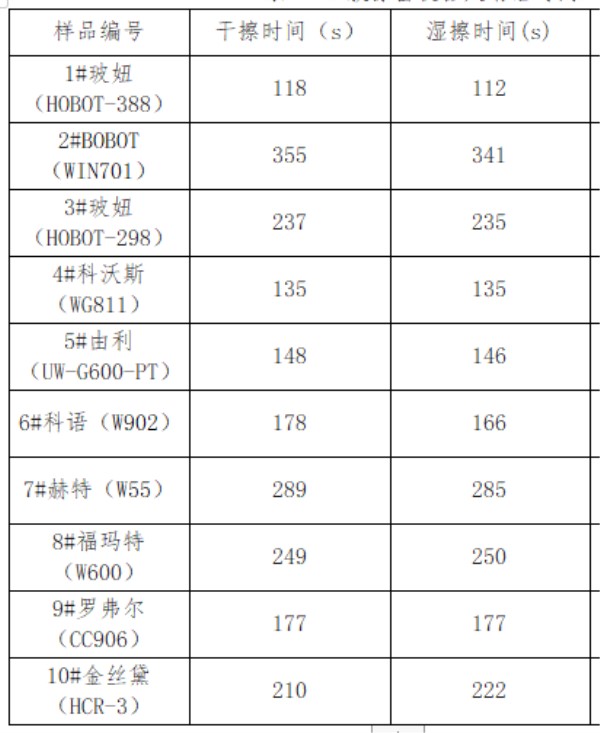 样品编号 干擦时间（s） 湿擦时间(s)
1#玻妞
（HOBOT-388） 118 112
2#BOBOT
（WIN701） 355 341
3#玻妞
（HOBOT-298） 237 235
4#科沃斯
（WG811） 135 135
5#由利
（UW-G600-PT） 148 146
6#科语（W902） 178 166
7#赫特（W55） 289 285
8#福玛特
（W600） 249 250
9#罗弗尔
（CC906） 177 177
10#金丝黛
（HCR-3） 210 222